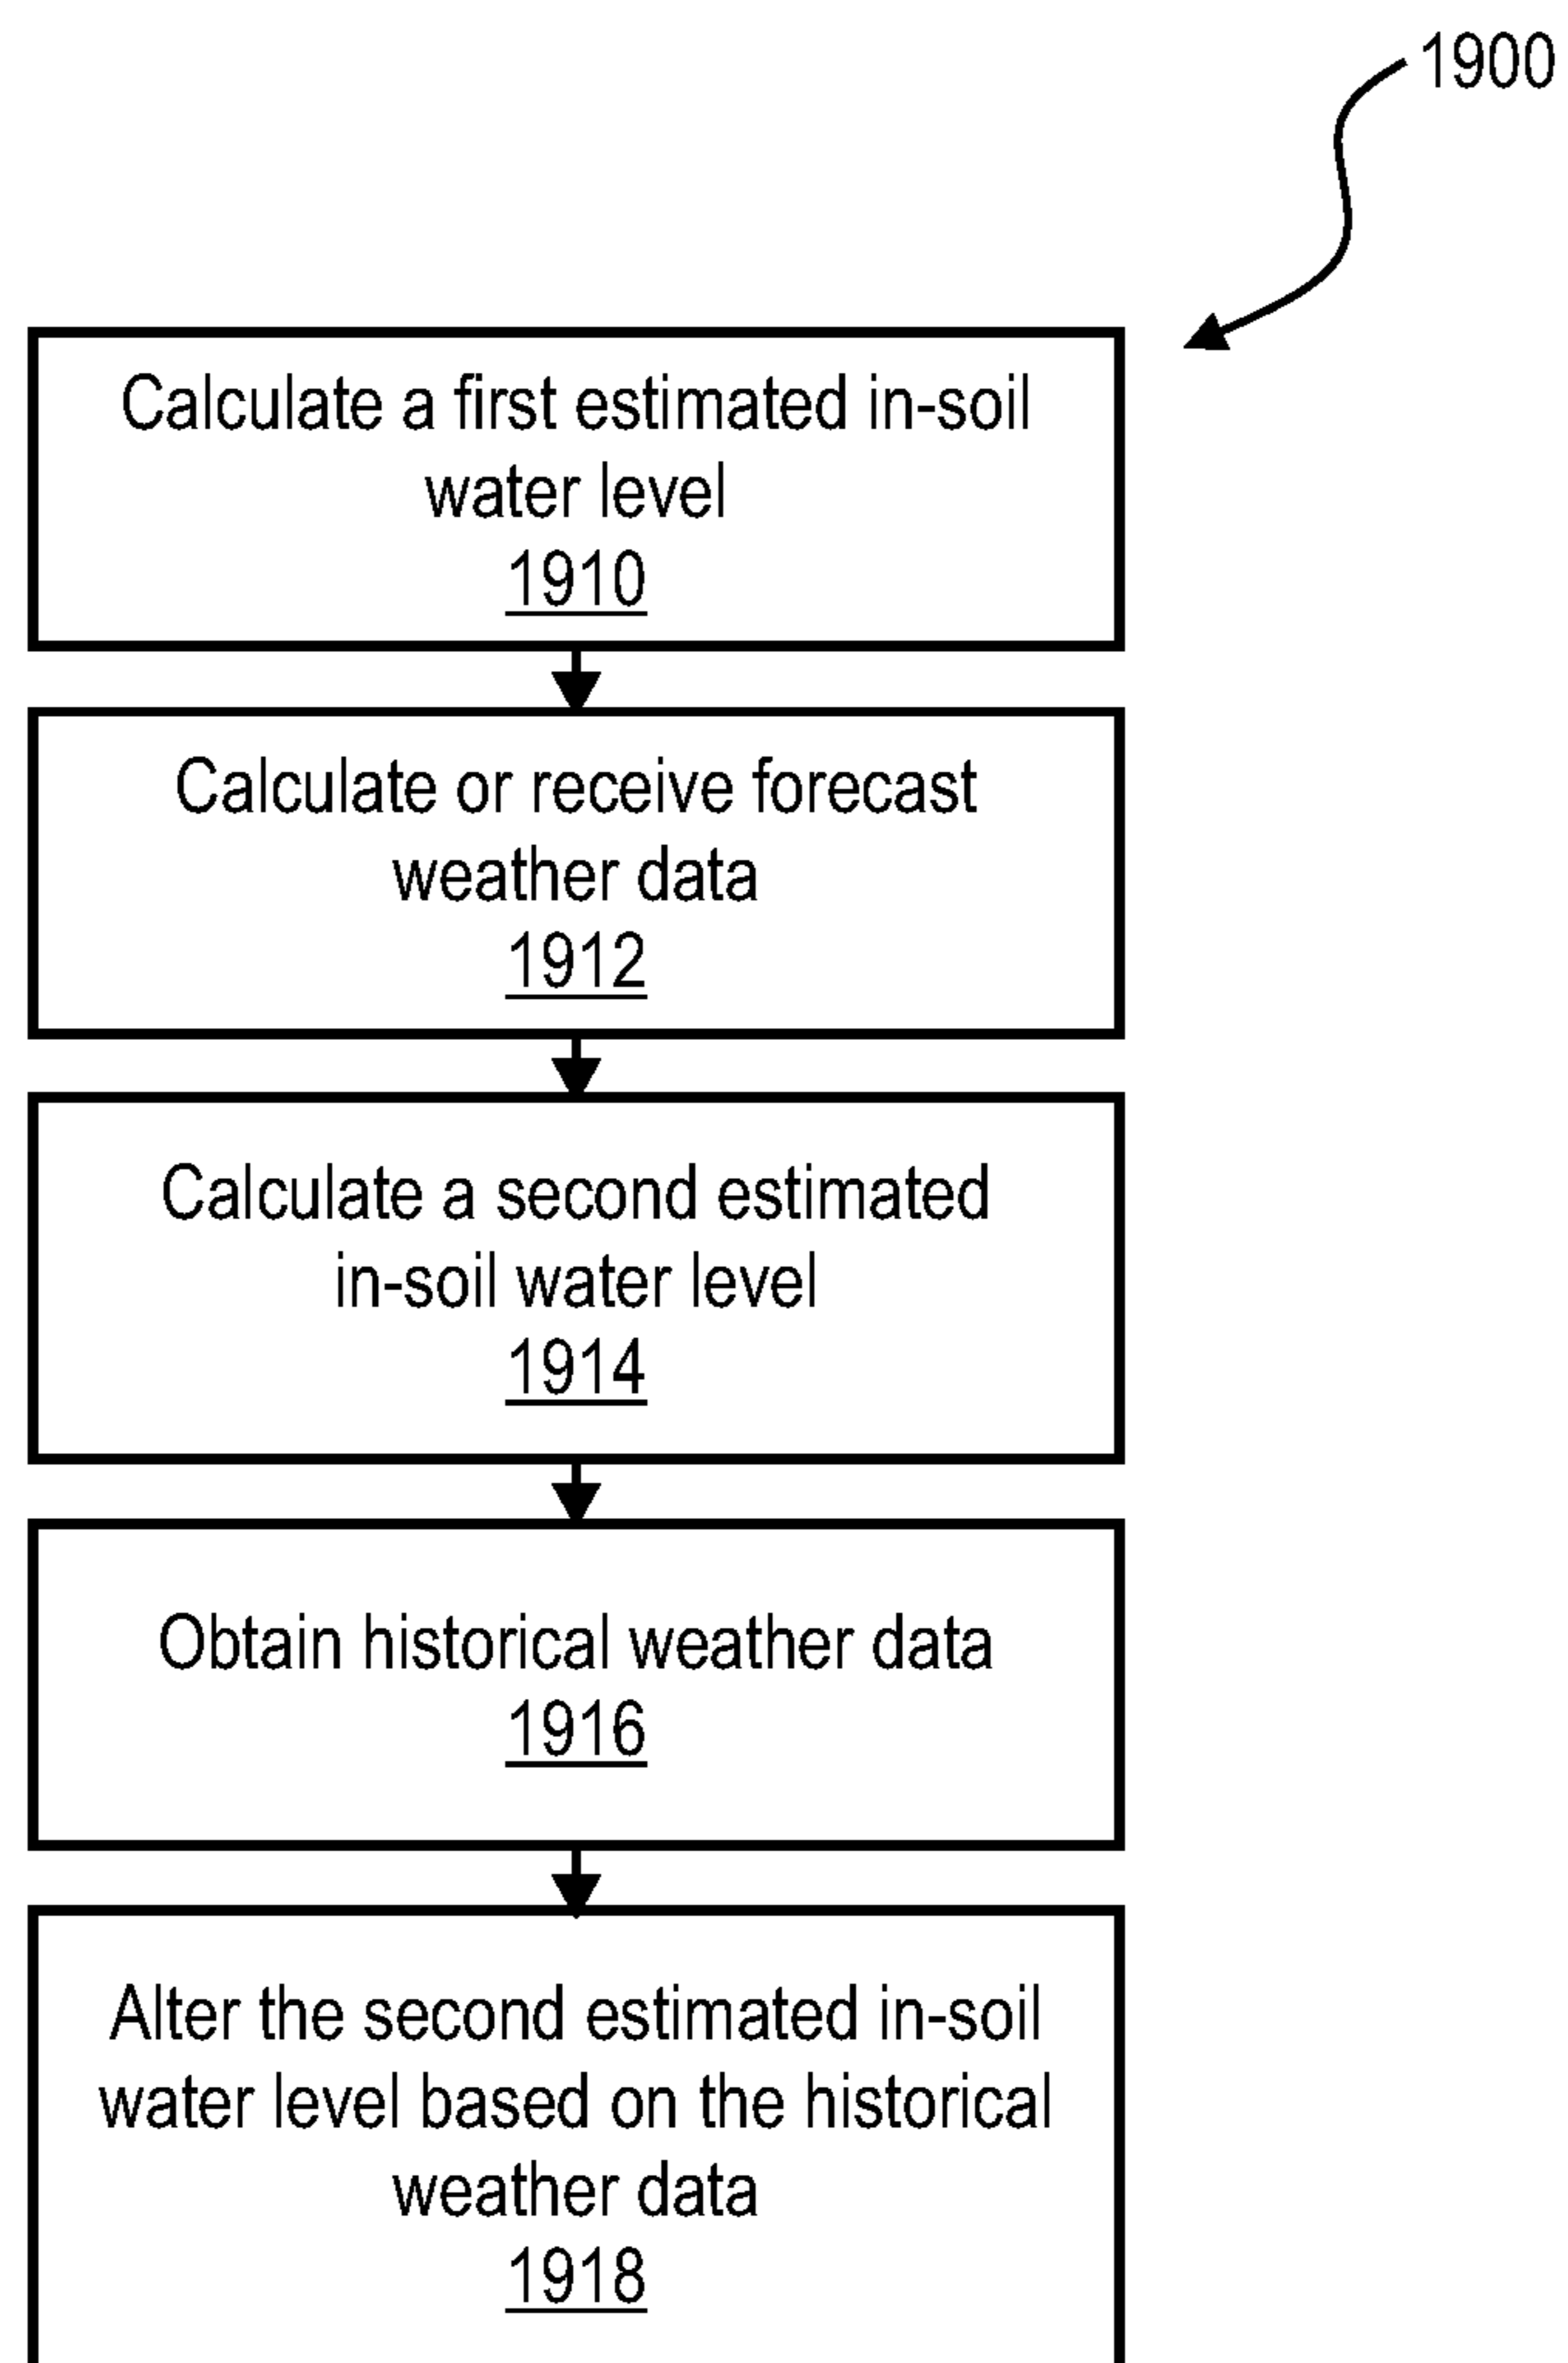 1900
Calculate a first estimated in-soil
water level
1910
Calculate or receive forecast
weather data
1912
Calculate a second estimated
in-soil water level
1914
Obtain historical weather data
1916
Alter the second estimated in-soil
water level based on the historical
weather data
1918